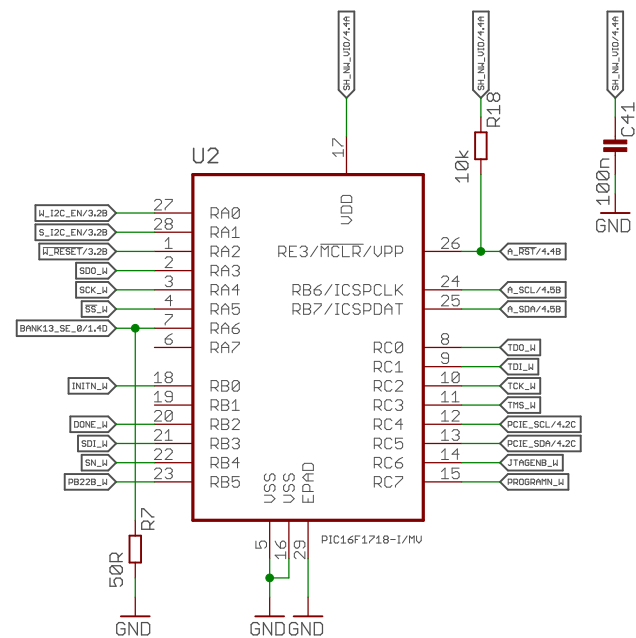 SH_NW_VIO/4.4A
SH_NW_VIO/4.4A
SH_NW_VIO/4.4A
R18
10k
C41
100n
GND
U2
17
VDD
W_I2C_EN/3.2B
27
RA0
S_I2C_EN/3.2B
28
RA1
W_RESET/3.2B
1
RA2
RE3/MCLR/VPP
26
A_RST/4.4B
SDO_W
2
RA3
SCK_W
3
RA4
RB6/ICSPCLK
24
A_SCL/4.5B
SS_W
4
RA5
RB7/ICSPDAT
25
A_SDA/4.5B
BANK13_SE_0/1.4D
7
RA6
6
RA7
RC0
8
TDO_W
RC1
9
TDI_W
INITN_W
18
RB0
RC2
10
TCK_W
19
RB1
RC3
11
TMS_W
DONE_W
20
RB2
RC4
12
PCIE_SCL/4.2C
SDI_W
21
RB3
RC5
13
PCIE_SDA/4.2C
SN_W
22
RB4
RC6
14
JTAGENB_W
PB22B_W
23
RB5
RC7
15
PROGRAMN_W
VSS
VSS
EPAD
5
16
29
PIC16F1718-I/MV
R7
50R
GND
GND
GND